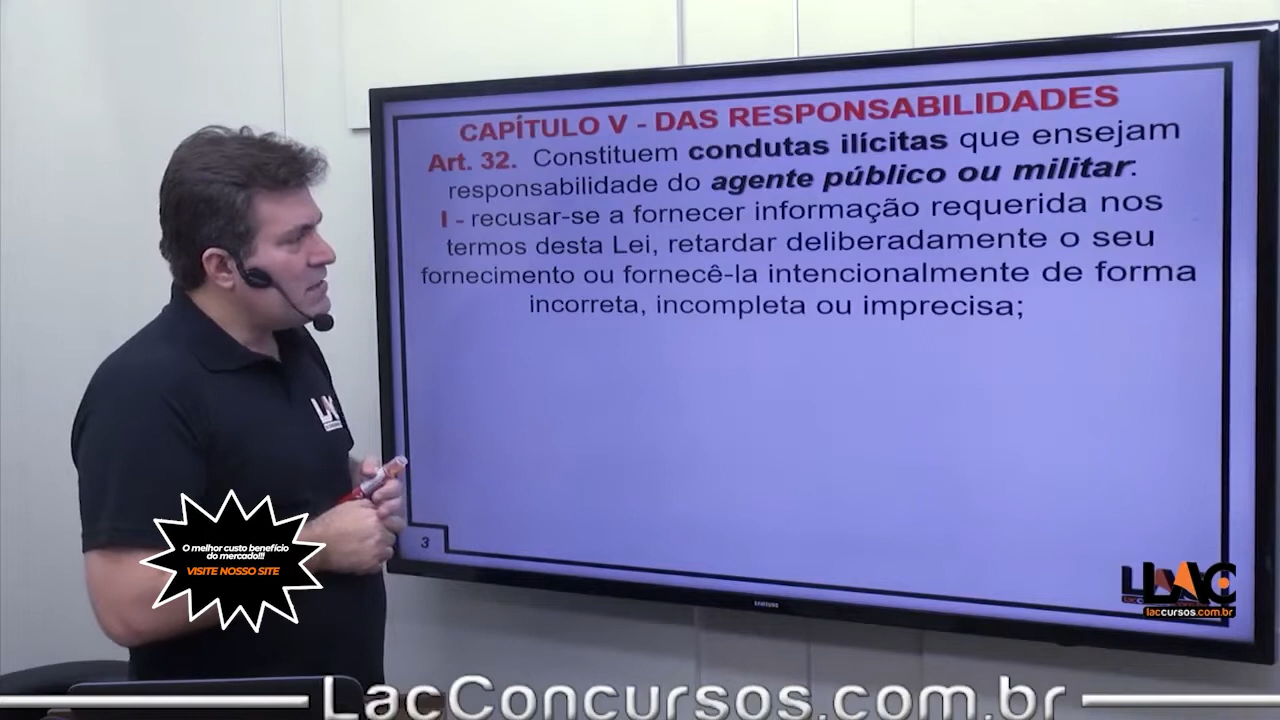 CAPÍTULO V - DAS RESPONSABILIDADES
Art. 32. Constituem condutas ilícitas que ensejam
responsabilidade do agente público ou militar:
I - recusar-se a fornecer informação requerida nos
termos desta Lei, retardar deliberadamente o seu
fornecimento ou fornecê-la intencionalmente de forma
incorreta, incompleta ou imprecisa;
3
O melhor custo benefício
do mercado!!!
VISITE NOSSO SITE
SAMSUNG
LAC
laccursos.com.br
LacConcursos.com.br